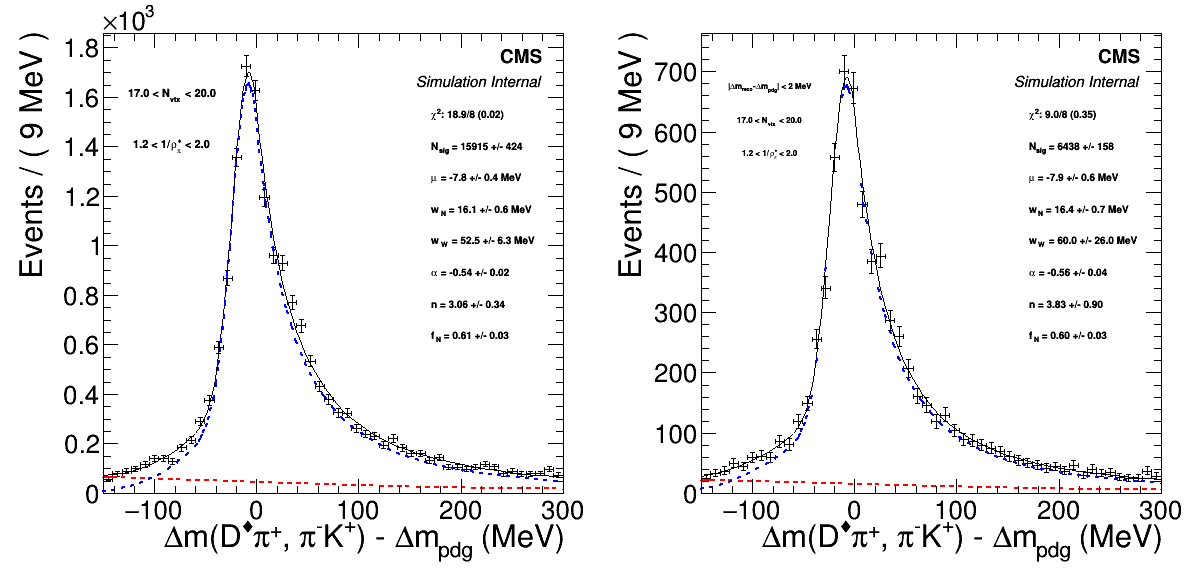 ×10³
CMS
Simulation Internal
17.0 < N_vtx < 20.0
1.2 < 1/ρ_π^♦ < 2.0
χ²: 18.9/8 (0.02)
N_sig = 15915 +/- 424
μ = -7.8 +/- 0.4 MeV
w_N = 16.1 +/- 0.6 MeV
w_W = 52.5 +/- 6.3 MeV
α = -0.54 +/- 0.02
n = 3.06 +/- 0.34
f_N = 0.61 +/- 0.03
Events / ( 9 MeV )
1.8
1.6
1.4
1.2
1
0.8
0.6
0.4
0.2
0
−100 0 100 200 300
Δm(D^♦π⁺, π⁻K⁺) - Δm_pdg (MeV)
CMS
Simulation Internal
|Δm_reco-Δm_pdg| < 2 MeV
17.0 < N_vtx < 20.0
1.2 < 1/ρ_π^♦ < 2.0
χ²: 9.0/8 (0.35)
N_sig = 6438 +/- 158
μ = -7.9 +/- 0.6 MeV
w_N = 16.4 +/- 0.7 MeV
w_W = 60.0 +/- 26.0 MeV
α = -0.56 +/- 0.04
n = 3.83 +/- 0.90
f_N = 0.60 +/- 0.03
Events / ( 9 MeV )
700
600
500
400
300
200
100
0
−100 0 100 200 300
Δm(D^♦π⁺, π⁻K⁺) - Δm_pdg (MeV)